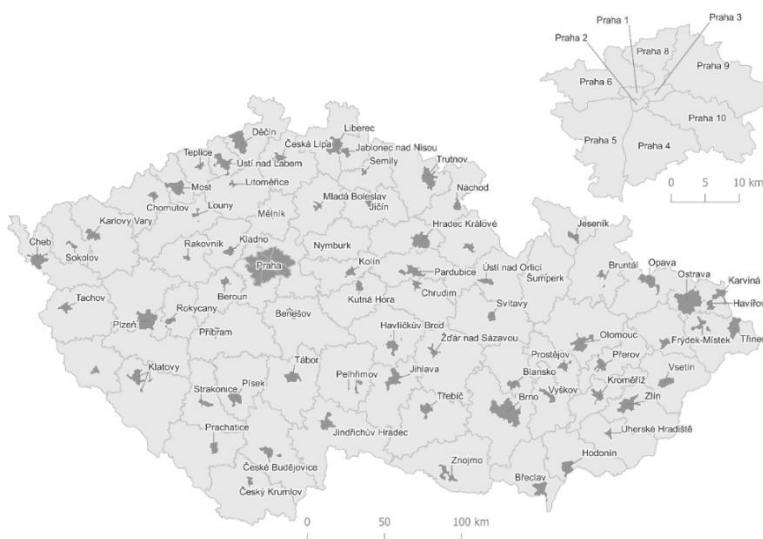 Praha 1
Praha 2
Praha 3
Praha 8
Praha 6
Praha 9
Praha 10
Praha 5
Praha 4
0 5 10 km
Děčín
Liberec
Teplice
Česká Lípa
Jablonec nad Nisou
Ústí nad Labem
Semily
Trutnov
Most
Litoměřice
Chomutov
Louny
Mladá Boleslav
Jičín
Náchod
Karlovy Vary
Mělník
Hradec Králové
Jeseník
Cheb
Sokolov
Rakovník
Kladno
Nymburk
Praha
Kolín
Pardubice
Ústí nad Orlicí
Šumperk
Bruntál
Opava
Ostrava
Karviná
Havířov
Tachov
Beroun
Kutná Hora
Chrudim
Svitavy
Rokycany
Plzeň
Příbram
Benešov
Havlíčkův Brod
Žďár nad Sázavou
Olomouc
Frýdek-Místek
Třinec
Prostějov
Přerov
Klatovy
Tábor
Pelhřimov
Jihlava
Blansko
Vsetín
Strakonice
Písek
Třebíč
Brno
Vyškov
Kroměříž
Zlín
Prachatice
Jindřichův Hradec
Uherské Hradiště
České Budějovice
Znojmo
Hodonín
Český Krumlov
Břeclav
0 50 100 km